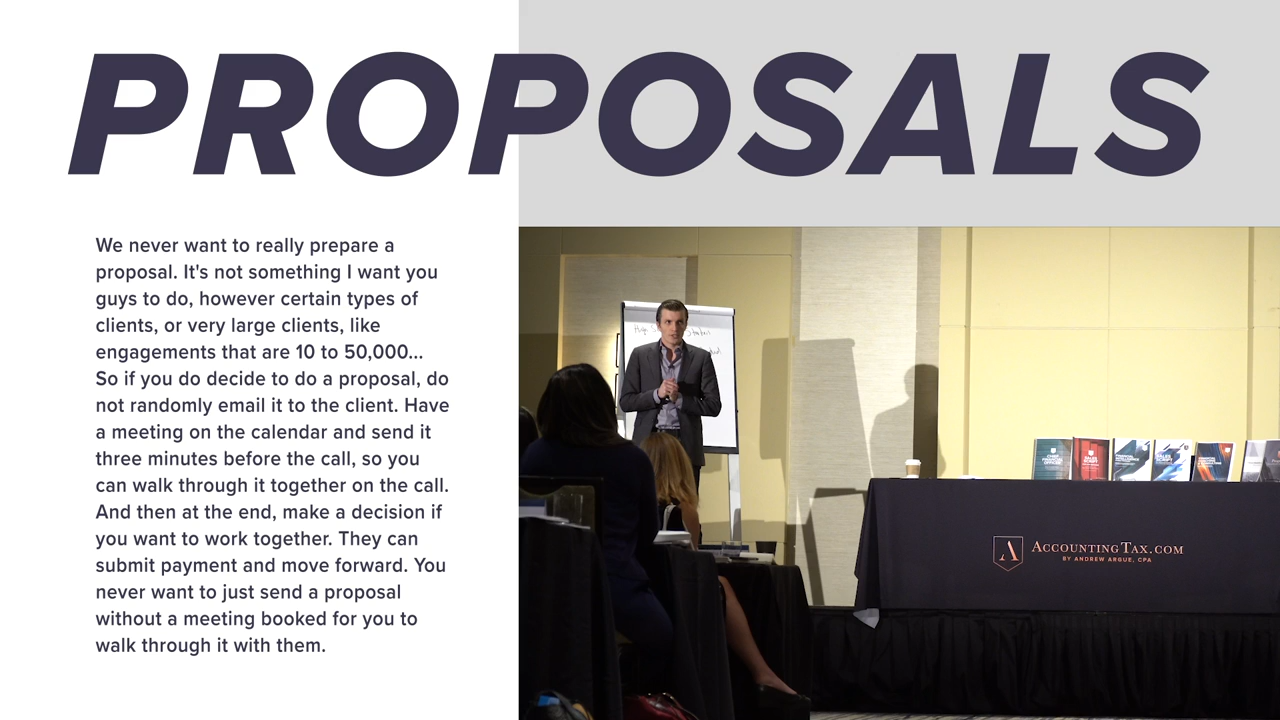 PROPOSALS
We never want to really prepare a
proposal. It's not something I want you
guys to do, however certain types of
clients, or very large clients, like
engagements that are 10 to 50,000...
So if you do decide to do a proposal, do
not randomly email it to the client. Have
a meeting on the calendar and send it
three minutes before the call, so you
can walk through it together on the call.
And then at the end, make a decision if
you want to work together. They can
submit payment and move forward. You
never want to just send a proposal
without a meeting booked for you to
walk through it with them.
High
SALES
SCRIPT
A
ACCOUNTINGTAX.COM
BY ANDREW ARGUE, CPA